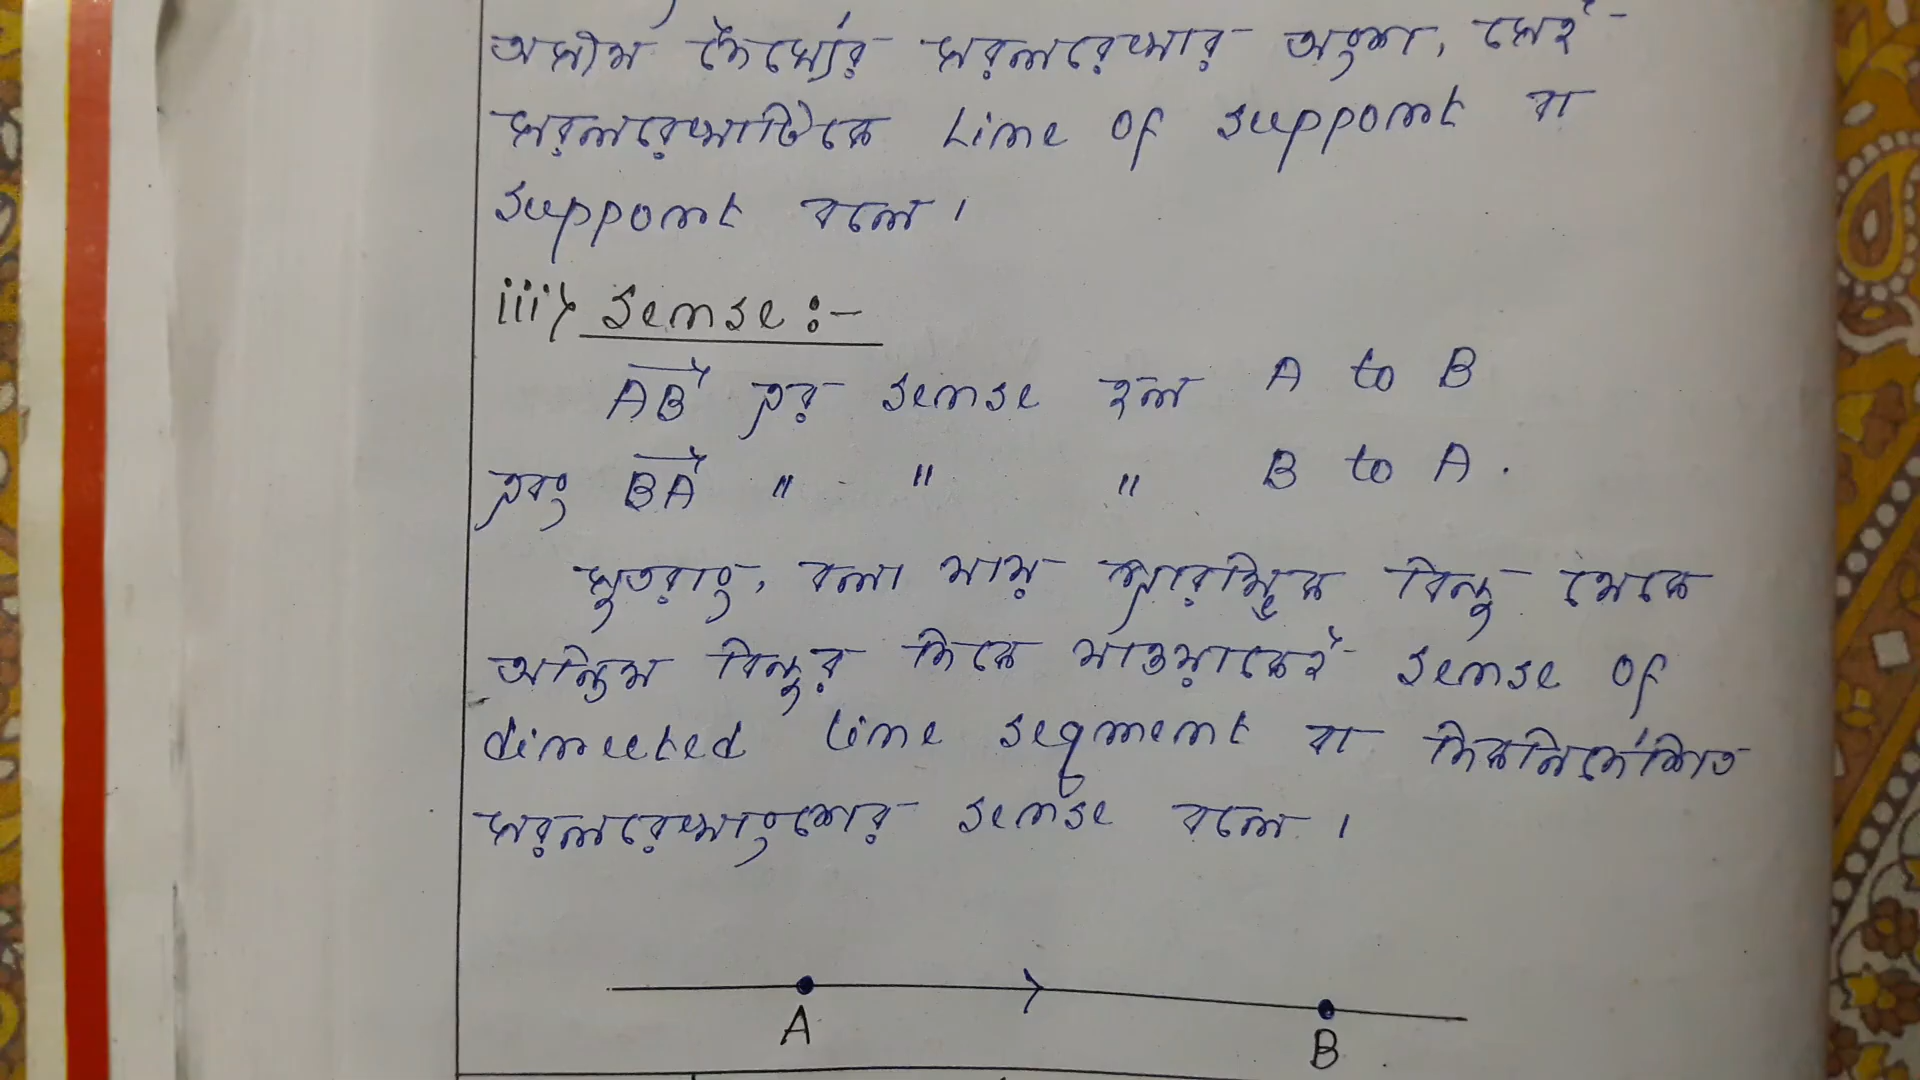 অসীম দৈর্ঘ্যের সরলরেখার অংশ, সেই
সরলরেখাটিকে Line of support বা
support বলে।
iii) Sense:-
AB⃗ এর sense হল A to B
এবং BA⃗ " " " B to A.
সুতরাং, বলা যায় প্রারম্ভিক বিন্দু থেকে
অন্তিম বিন্দুর দিকে যাওয়াকেই sense of
directed line segment বা দিকনির্দেশিত
সরলরেখাংশের sense বলে।
A B